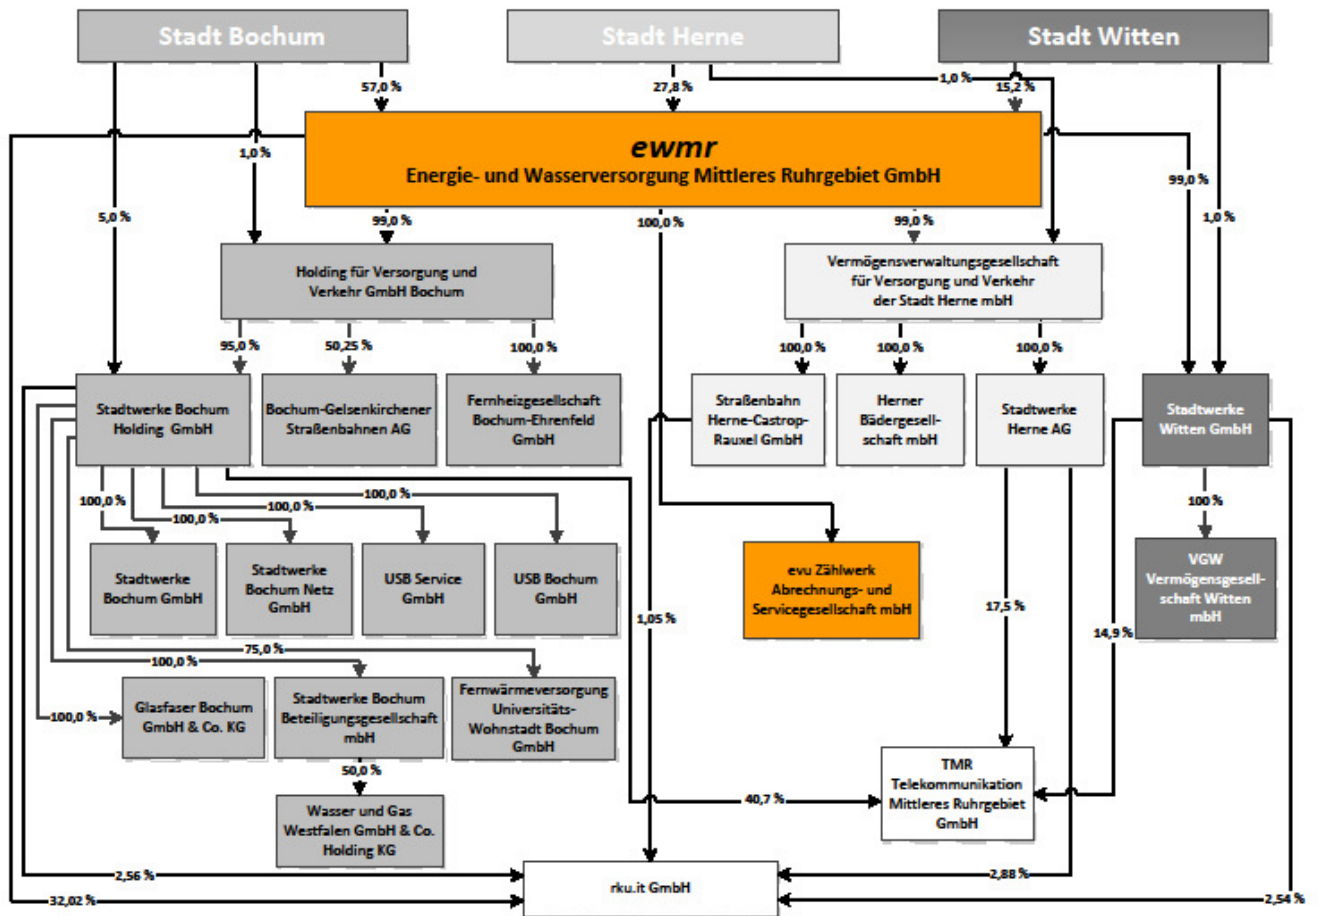 Stadt Bochum
Stadt Herne
Stadt Witten
57,0 %
27,8 %
1,0 %
15,2 %
ewmr
Energie- und Wasserversorgung Mittleres Ruhrgebiet GmbH
1,0 %
5,0 %
99,0 %
100,0 %
99,0 %
99,0 %
1,0 %
Holding für Versorgung und
Verkehr GmbH Bochum
Vermögensverwaltungsgesellschaft
für Versorgung und Verkehr
der Stadt Herne mbH
95,0 %
50,25 %
100,0 %
100,0 %
100,0 %
100,0 %
Stadtwerke Bochum
Holding GmbH
Bochum-Gelsenkirchener
Straßenbahnen AG
Fernheizgesellschaft
Bochum-Ehrenfeld
GmbH
Straßenbahn
Herne-Castrop-
Rauxel GmbH
Herner
Bädergesell-
schaft mbH
Stadtwerke
Herne AG
Stadtwerke
Witten GmbH
100,0 %
100,0 %
100,0 %
100,0 %
100 %
Stadtwerke
Bochum GmbH
Stadtwerke
Bochum Netz
GmbH
USB Service
GmbH
USB Bochum
GmbH
evu Zählwerk
Abrechnungs- und
Servicegesellschaft mbH
VGW
Vermögensgesell-
schaft Witten
mbH
1,05 %
17,5 %
14,9 %
75,0 %
100,0 %
100,0 %
Glasfaser Bochum
GmbH & Co. KG
Stadtwerke Bochum
Beteiligungsgesellschaft
mbH
Fernwärmeversorgung
Universitäts-
Wohnstadt Bochum
GmbH
50,0 %
40,7 %
TMR
Telekommunikation
Mittleres Ruhrgebiet
GmbH
Wasser und Gas
Westfalen GmbH & Co.
Holding KG
2,56 %
32,02 %
rku.it GmbH
2,88 %
2,54 %